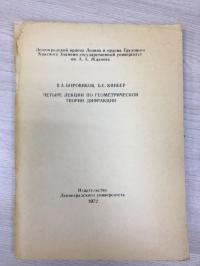 Ленинградский ордена Ленина и ордена Трудового
Красного Знамени государственный университет
им. А. А. Жданова
В.А. БОРОВИКОВ, Б.Е. КИНБЕР
ЧЕТЫРЕ ЛЕКЦИИ ПО ГЕОМЕТРИЧЕСКОЙ
ТЕОРИИ ДИФРАКЦИИ
Издательство
Ленинградского университета
1972